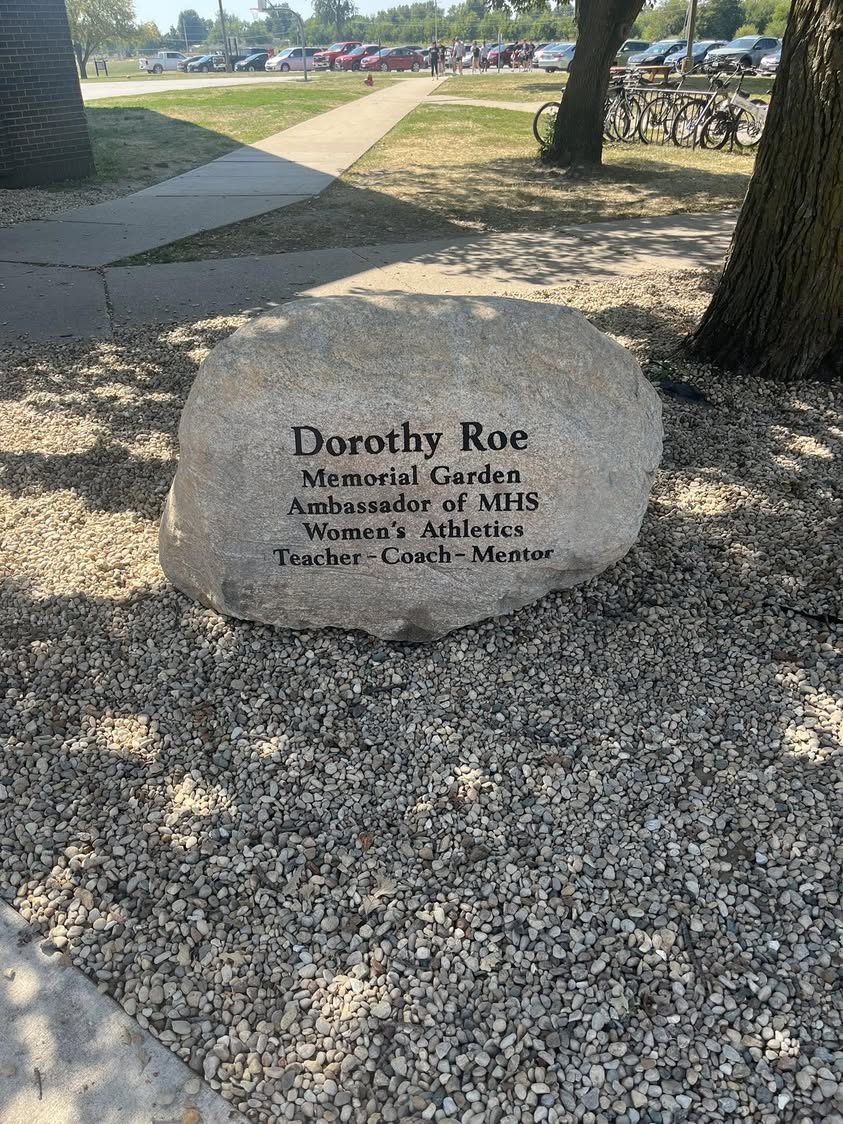 Dorothy Roe
Memorial Garden
Ambassador of MHS
Women's Athletics
Teacher - Coach - Mentor